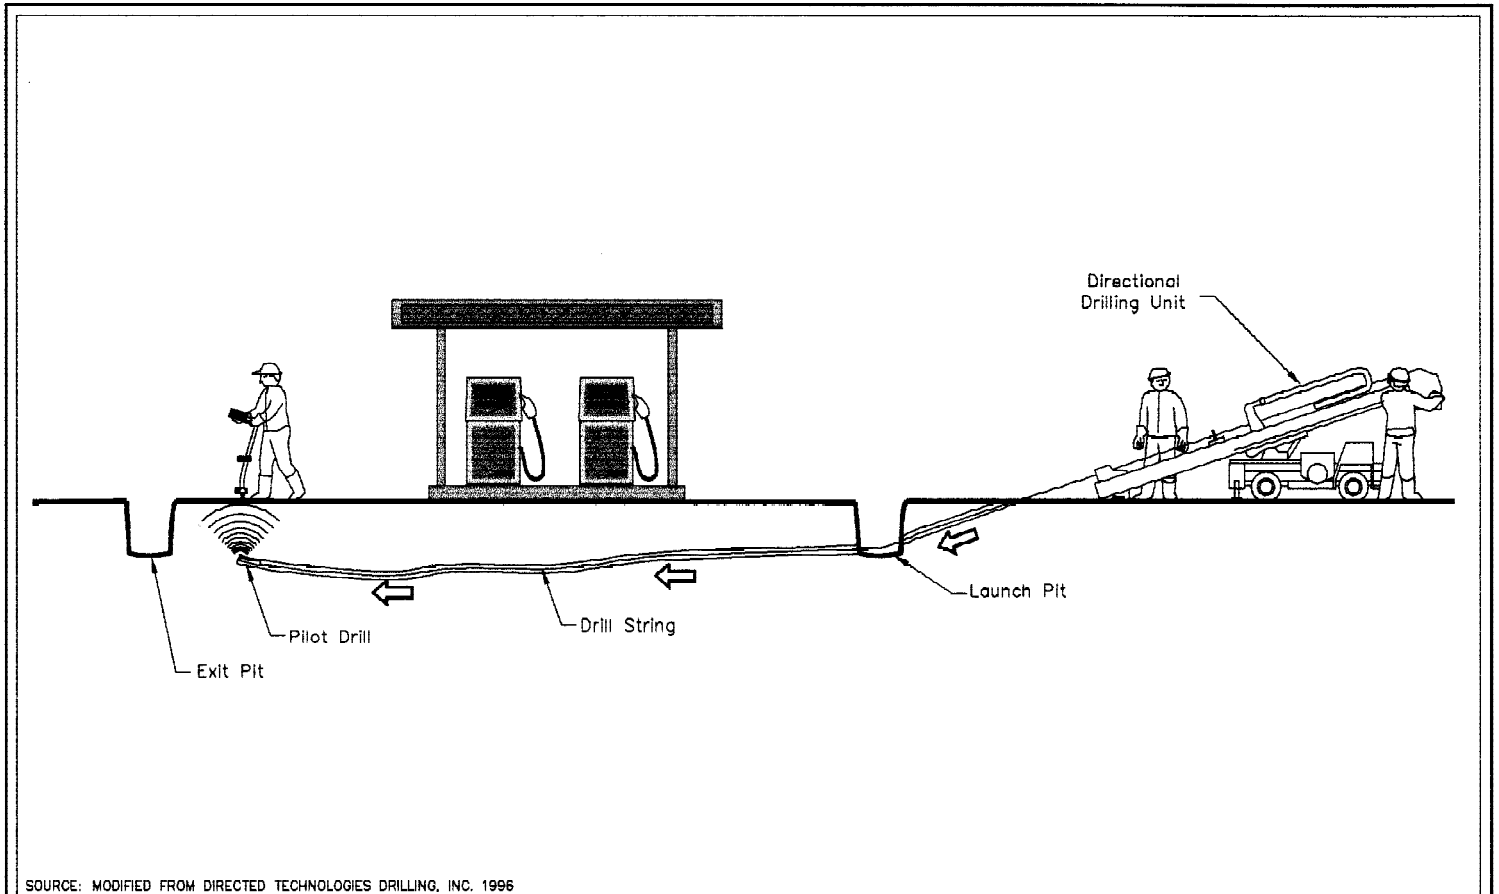 Directional
Drilling Unit
Launch Pit
Drill String
Pilot Drill
Exit Pit
SOURCE: MODIFIED FROM DIRECTED TECHNOLOGIES DRILLING, INC. 1996